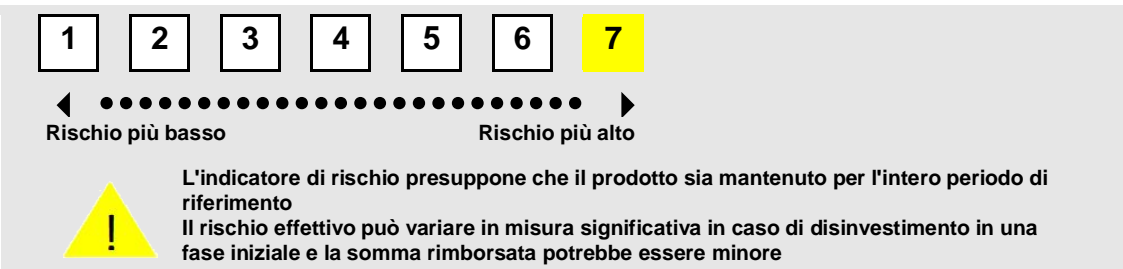 1 2 3 4 5 6 7
Rischio più basso Rischio più alto
L'indicatore di rischio presuppone che il prodotto sia mantenuto per l'intero periodo di
riferimento
Il rischio effettivo può variare in misura significativa in caso di disinvestimento in una
fase iniziale e la somma rimborsata potrebbe essere minore
!